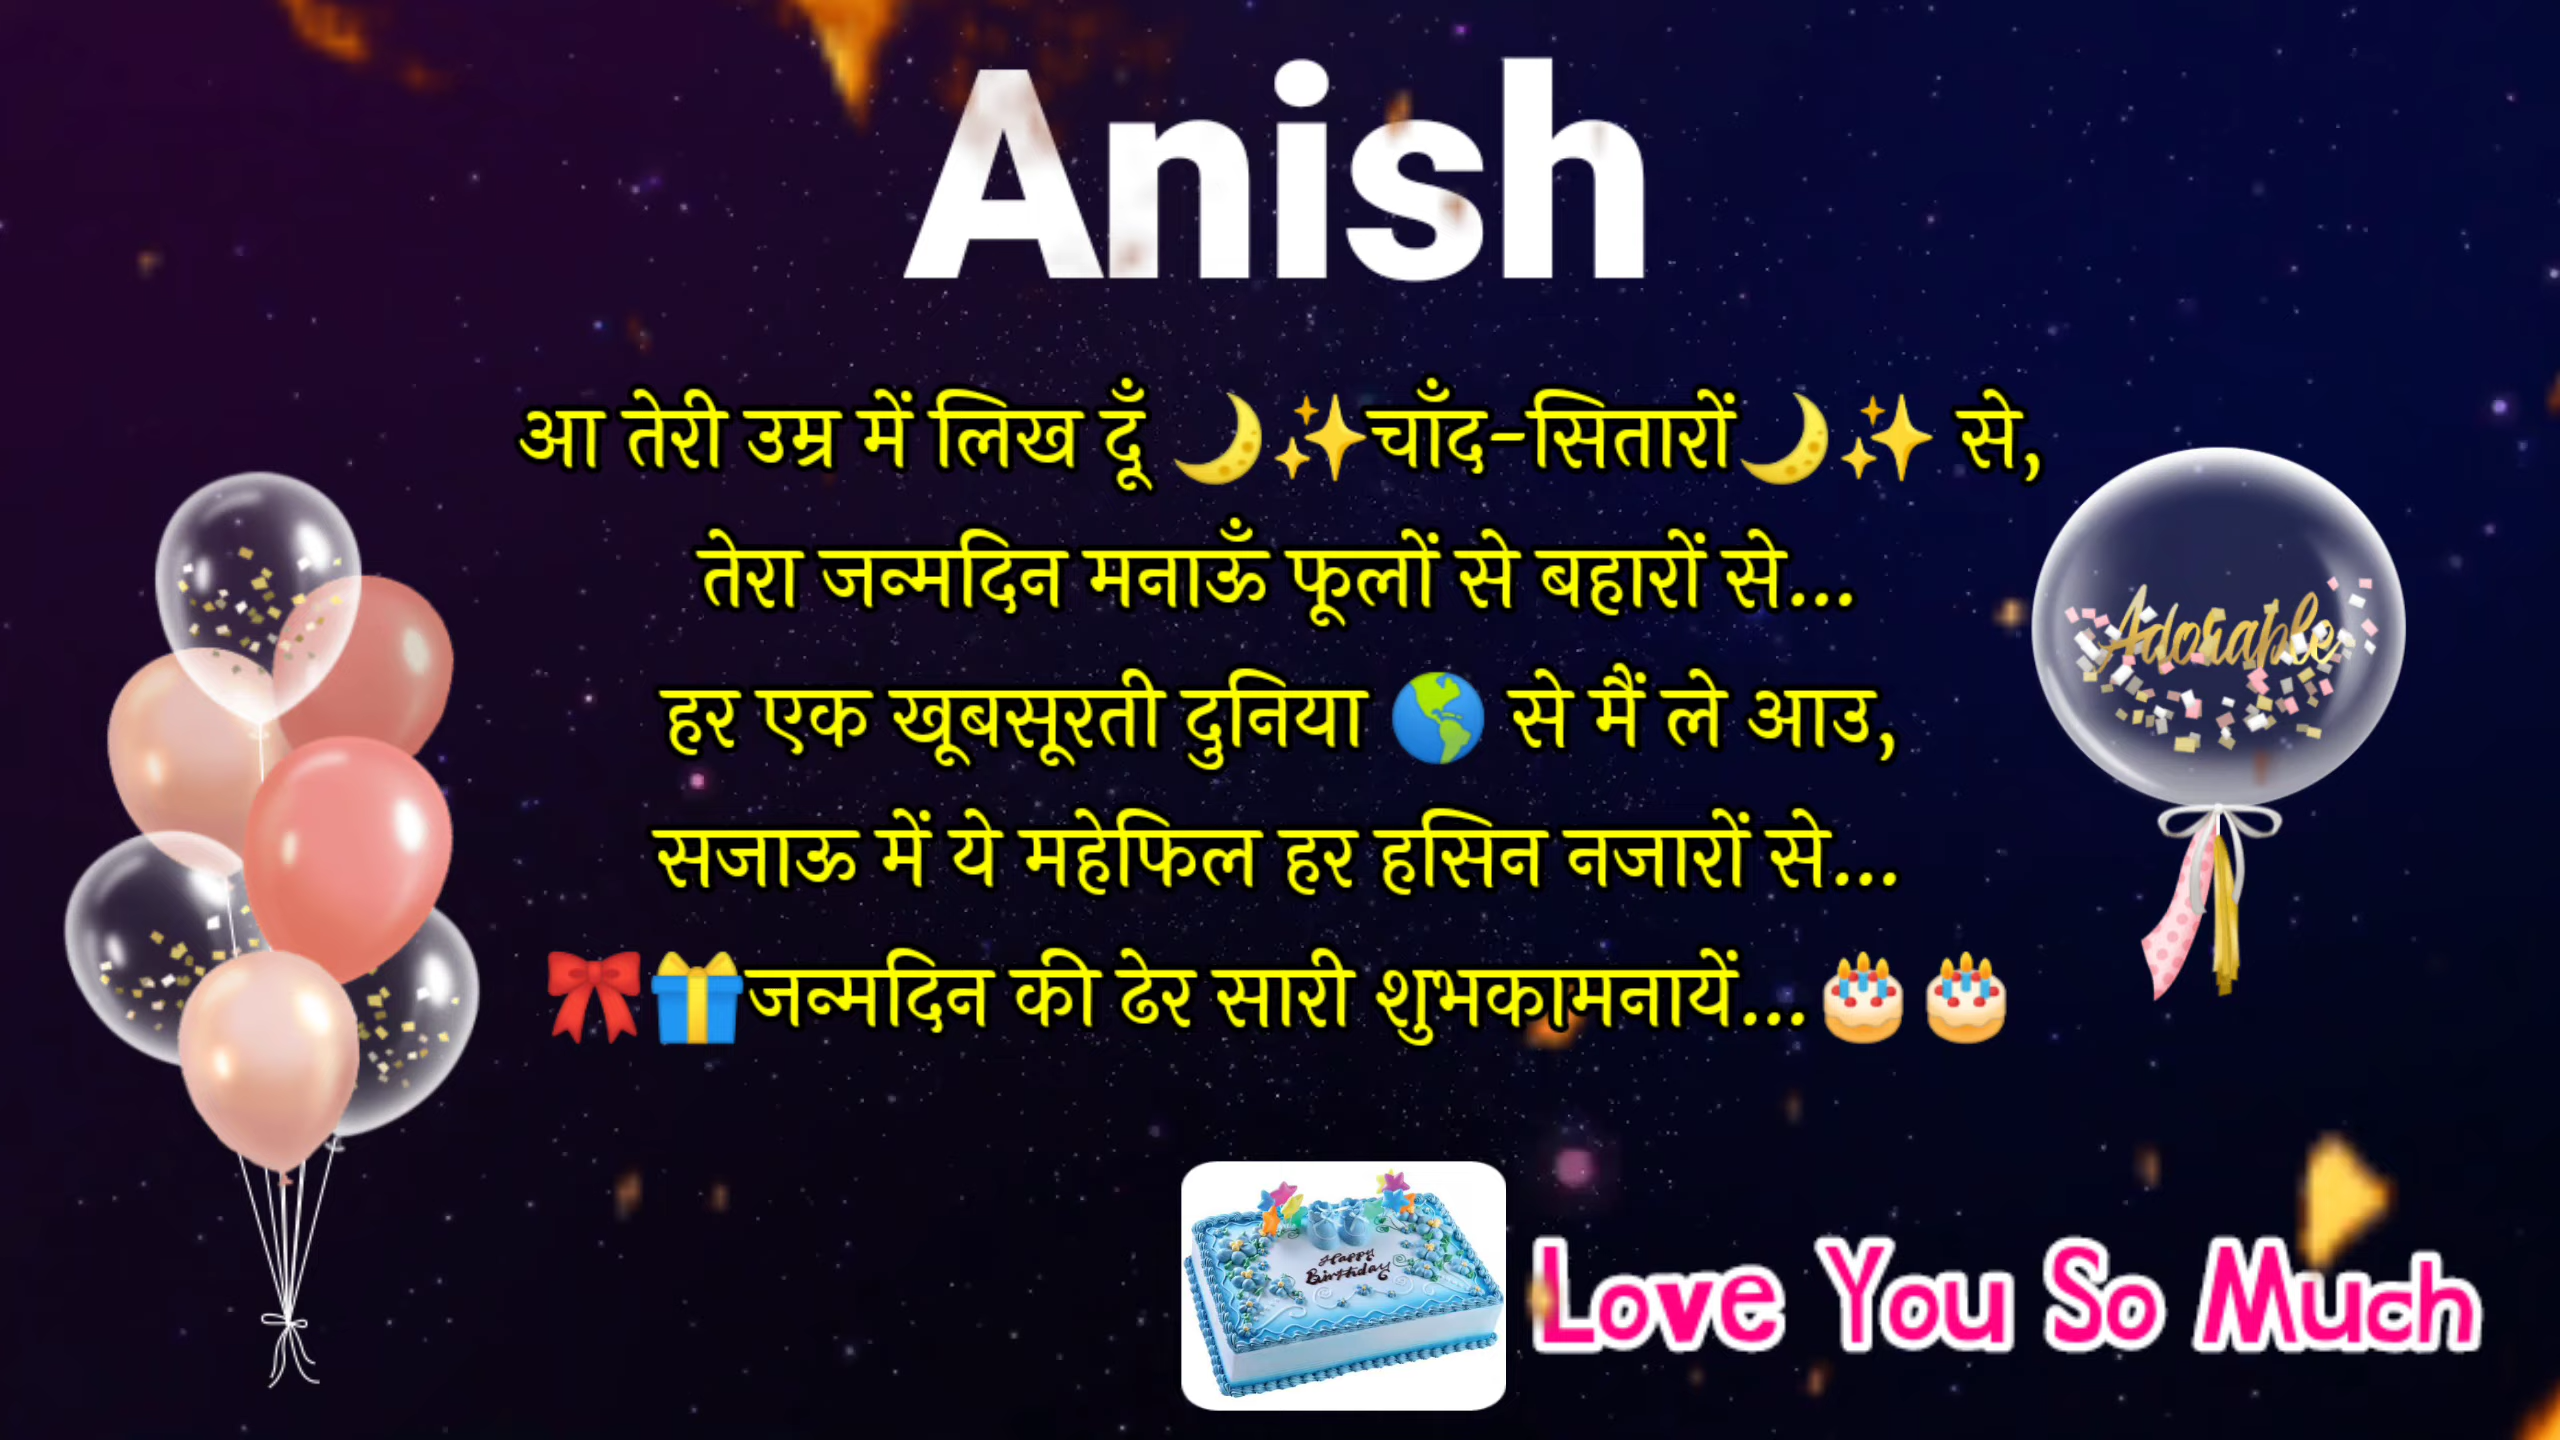 Anish
आ तेरी उम्र में लिख दूँ 🌙✨चाँद-सितारों🌙✨ से,
तेरा जन्मदिन मनाऊँ फूलों से बहारों से...
हर एक खूबसूरती दुनिया 🌎 से मैं ले आउ,
सजाऊ में ये महेफिल हर हसिन नजारों से...
🎀🎁जन्मदिन की ढेर सारी शुभकामनायें...🎂🎂
Adorable
Happy
Birthday
Love You So Much